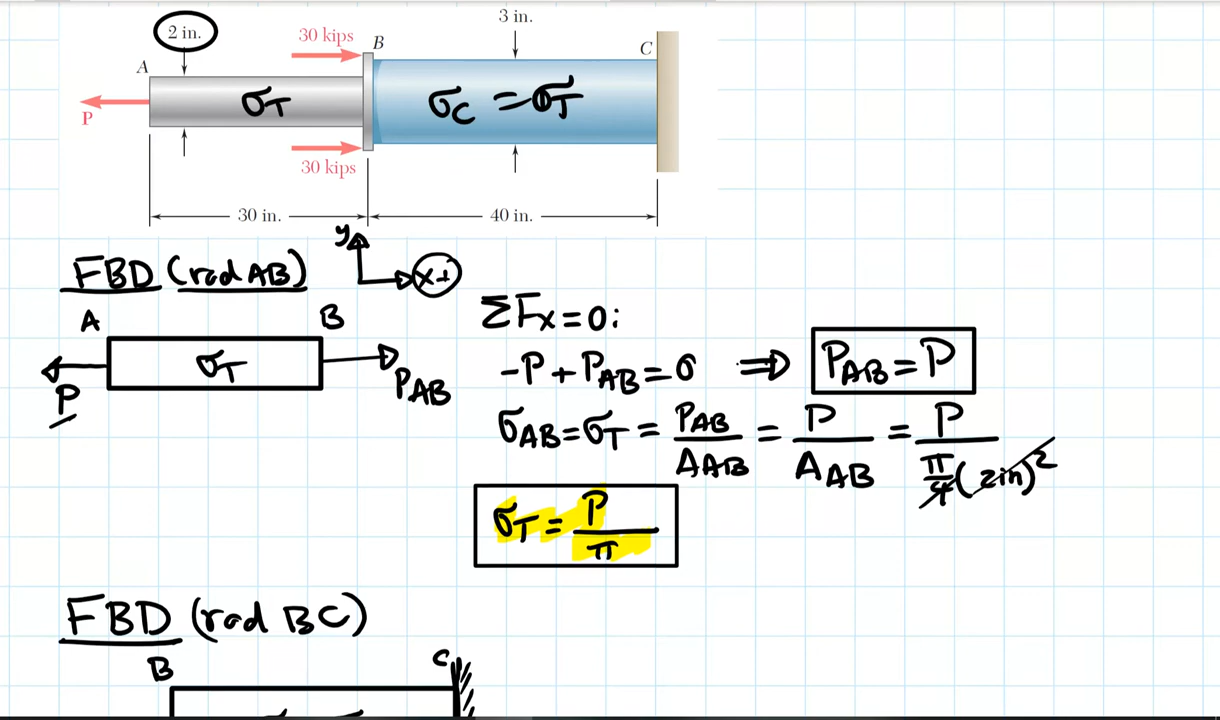 2 in.
3 in.
30 kips
B
C
A
P
σT
σC = σT
30 kips
30 in.
40 in.
y
x+
FBD (rod AB)
A
B
σT
P
PAB
ΣFx=0:
-P+PAB=0 ⇒ PAB=P
σAB=σT = PAB/AAB = P/AAB = P/(π/4(2in)²)
σT = P/π
FBD (rod BC)
B
C